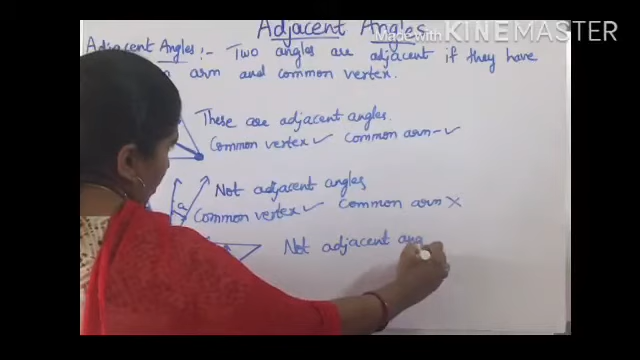 Adjacent Angles
Made with KINEMASTER
Adjacent Angles :- Two angles are adjacent if they have
arm and common vertex.
These are adjacent angles.
Common vertex ✓ Common arm - ✓
a Not adjacent angles
Common vertex ✓ Common arm ×
Not adjacent ang